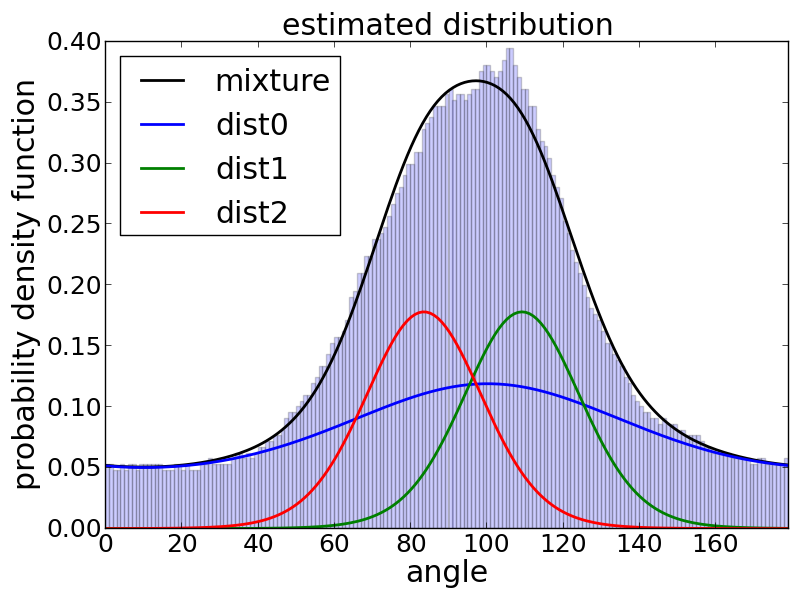 estimated distribution
probability density function
0.40
0.35
0.30
0.25
0.20
0.15
0.10
0.05
0.00
mixture
dist0
dist1
dist2
0 20 40 60 80 100 120 140 160
angle